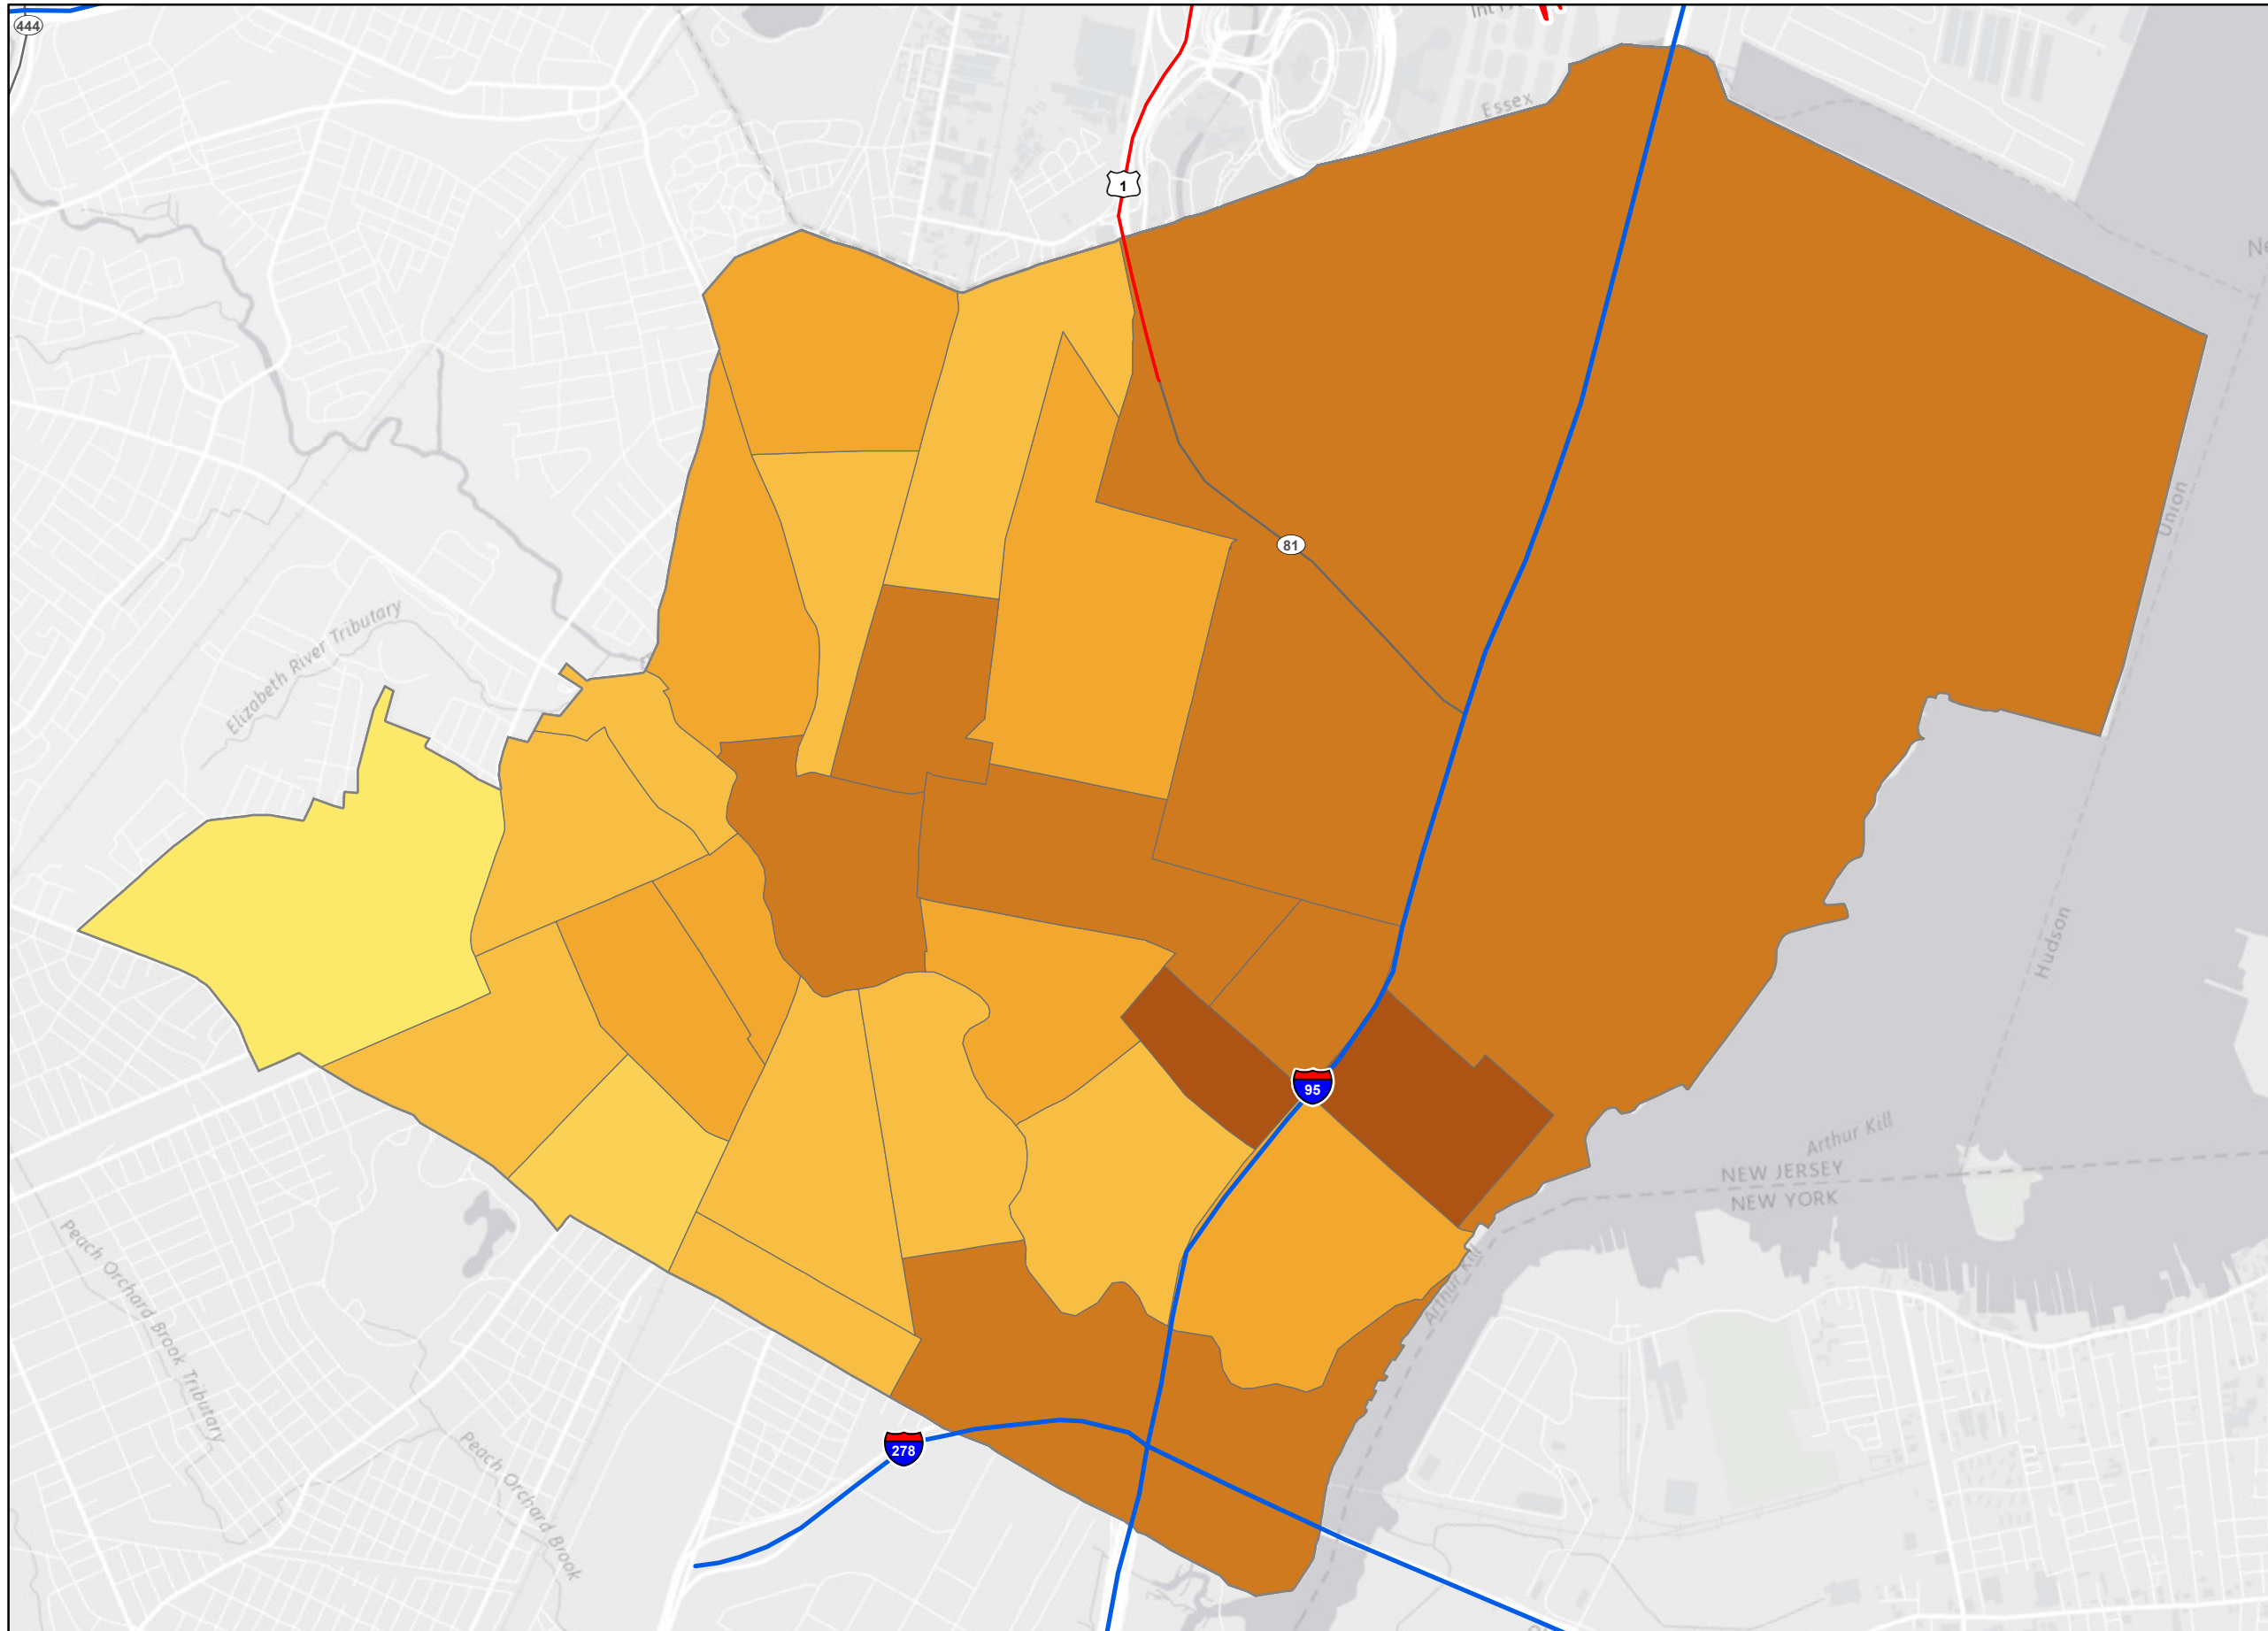 444
Essex
1
81
Union
Elizabeth River Tributary
Hudson
95
Arthur Kill
NEW JERSEY
NEW YORK
Arthur Kill
Peach Orchard Brook Tributary
278
Peach Orchard Brook